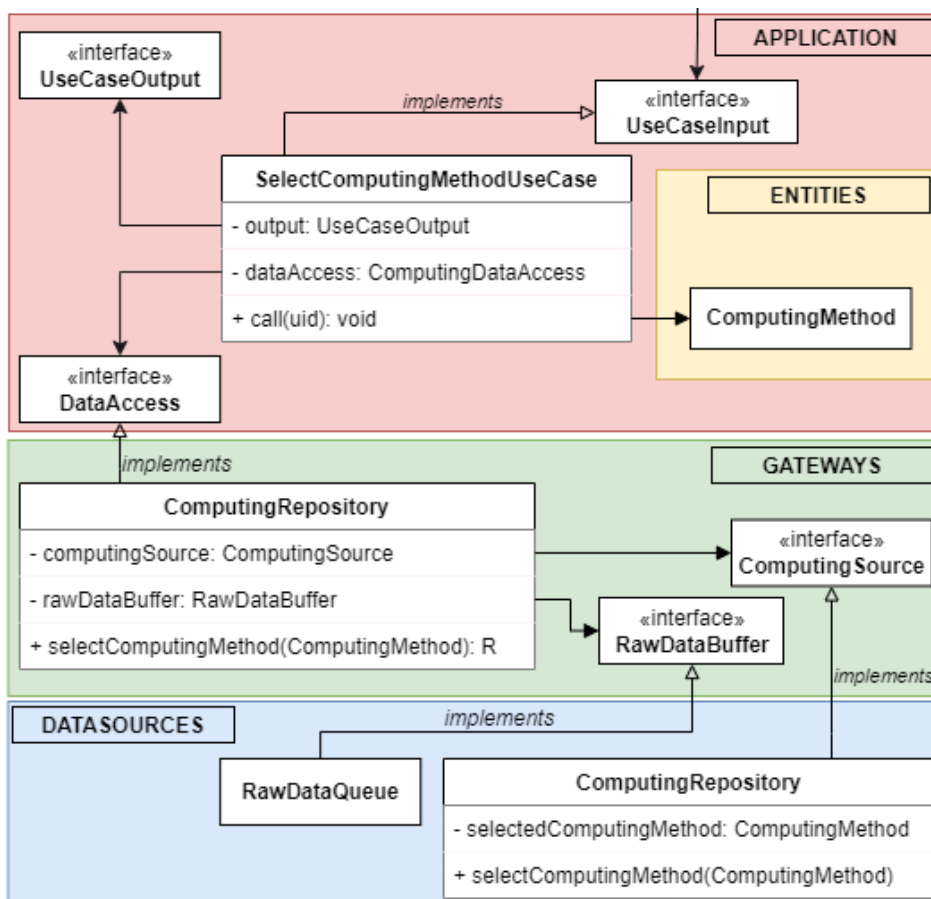 APPLICATION
«interface»
UseCaseOutput
implements
«interface»
UseCaseInput
SelectComputingMethodUseCase
- output: UseCaseOutput
- dataAccess: ComputingDataAccess
+ call(uid): void
ENTITIES
ComputingMethod
«interface»
DataAccess
implements
GATEWAYS
ComputingRepository
- computingSource: ComputingSource
- rawDataBuffer: RawDataBuffer
+ selectComputingMethod(ComputingMethod): R
«interface»
ComputingSource
«interface»
RawDataBuffer
implements
DATASOURCES
implements
RawDataQueue
ComputingRepository
- selectedComputingMethod: ComputingMethod
+ selectComputingMethod(ComputingMethod)